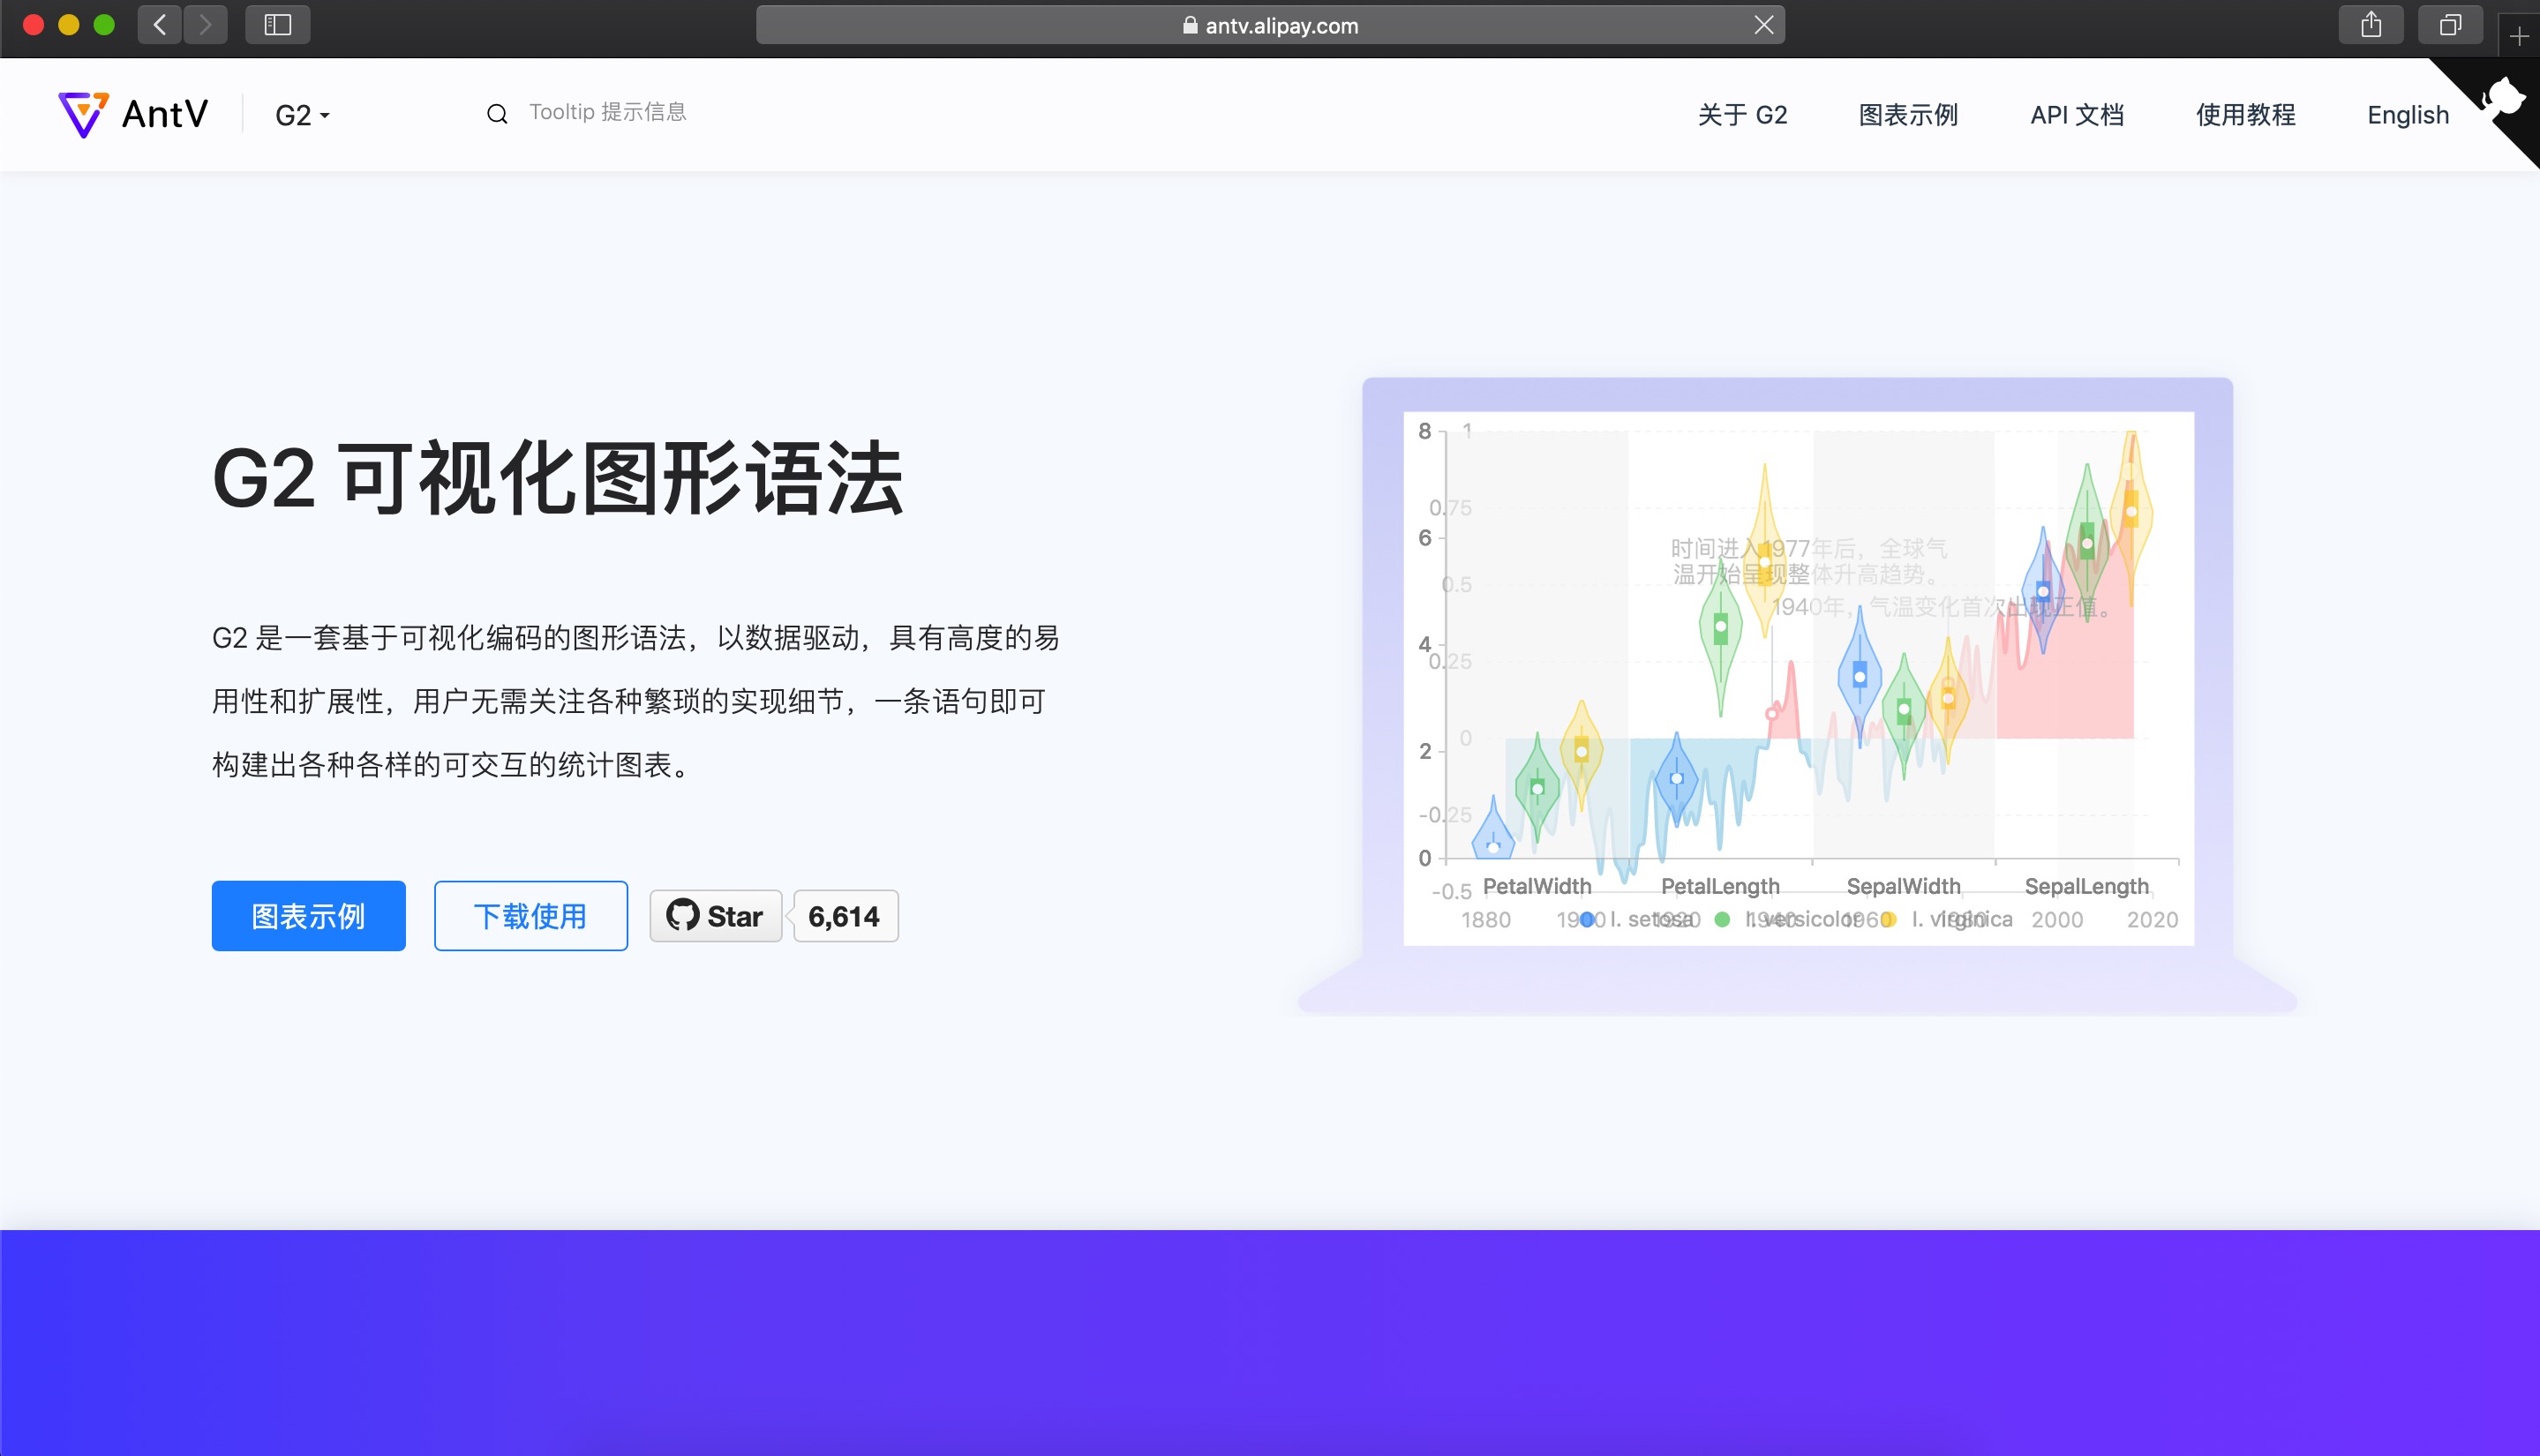 antv.alipay.com
AntV
G2
Tooltip 提示信息
关于 G2
图表示例
API 文档
使用教程
English
G2 可视化图形语法
G2 是一套基于可视化编码的图形语法，以数据驱动，具有高度的易
用性和扩展性，用户无需关注各种繁琐的实现细节，一条语句即可
构建出各种各样的可交互的统计图表。
图表示例
下载使用
Star
6,614
8
1
0.75
6
时间进入1977年后，全球气
温开始呈现整体升高趋势。
0.5
1940年，气温变化首次出现正值。
4
0.25
0
2
-0.25
0
-0.5
PetalWidth
PetalLength
SepalWidth
SepalLength
1880
1900
1920
1940
1960
1980
2000
2020
I. setosa
I. versicolor
I. virginica